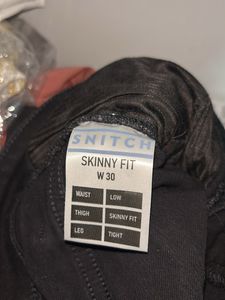 SNITCH
SKINNY FIT
W 30
WAIST LOW
THIGH SKINNY FIT
LEG TIGHT